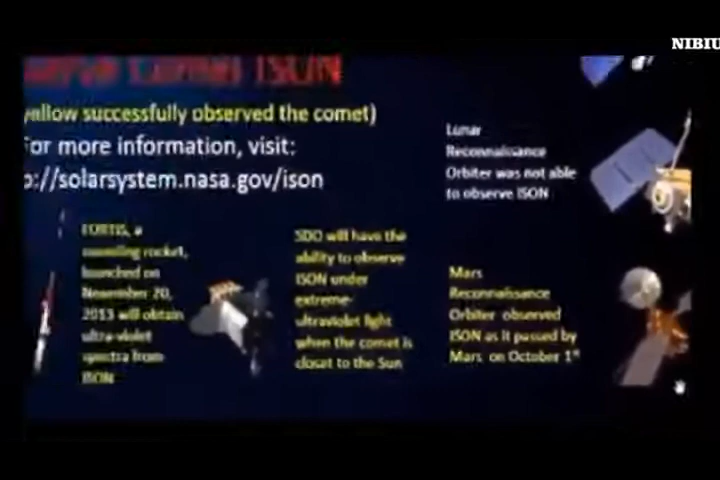 NIBIU
Comet ISON
yellow successfully observed the comet)
For more information, visit:
p://solarsystem.nasa.gov/ison
Lunar
Reconnaissance
Orbiter was not able
to observe ISON
FORTIS, a
sounding rocket,
launched on
November 20,
2013 will obtain
ultra-violet
spectra from
ISON
SDO will have the
ability to observe
ISON under
extreme-
ultraviolet light
when the comet is
closet to the Sun
Mars
Reconnaissance
Orbiter observed
ISON as it passed by
Mars on October 1st